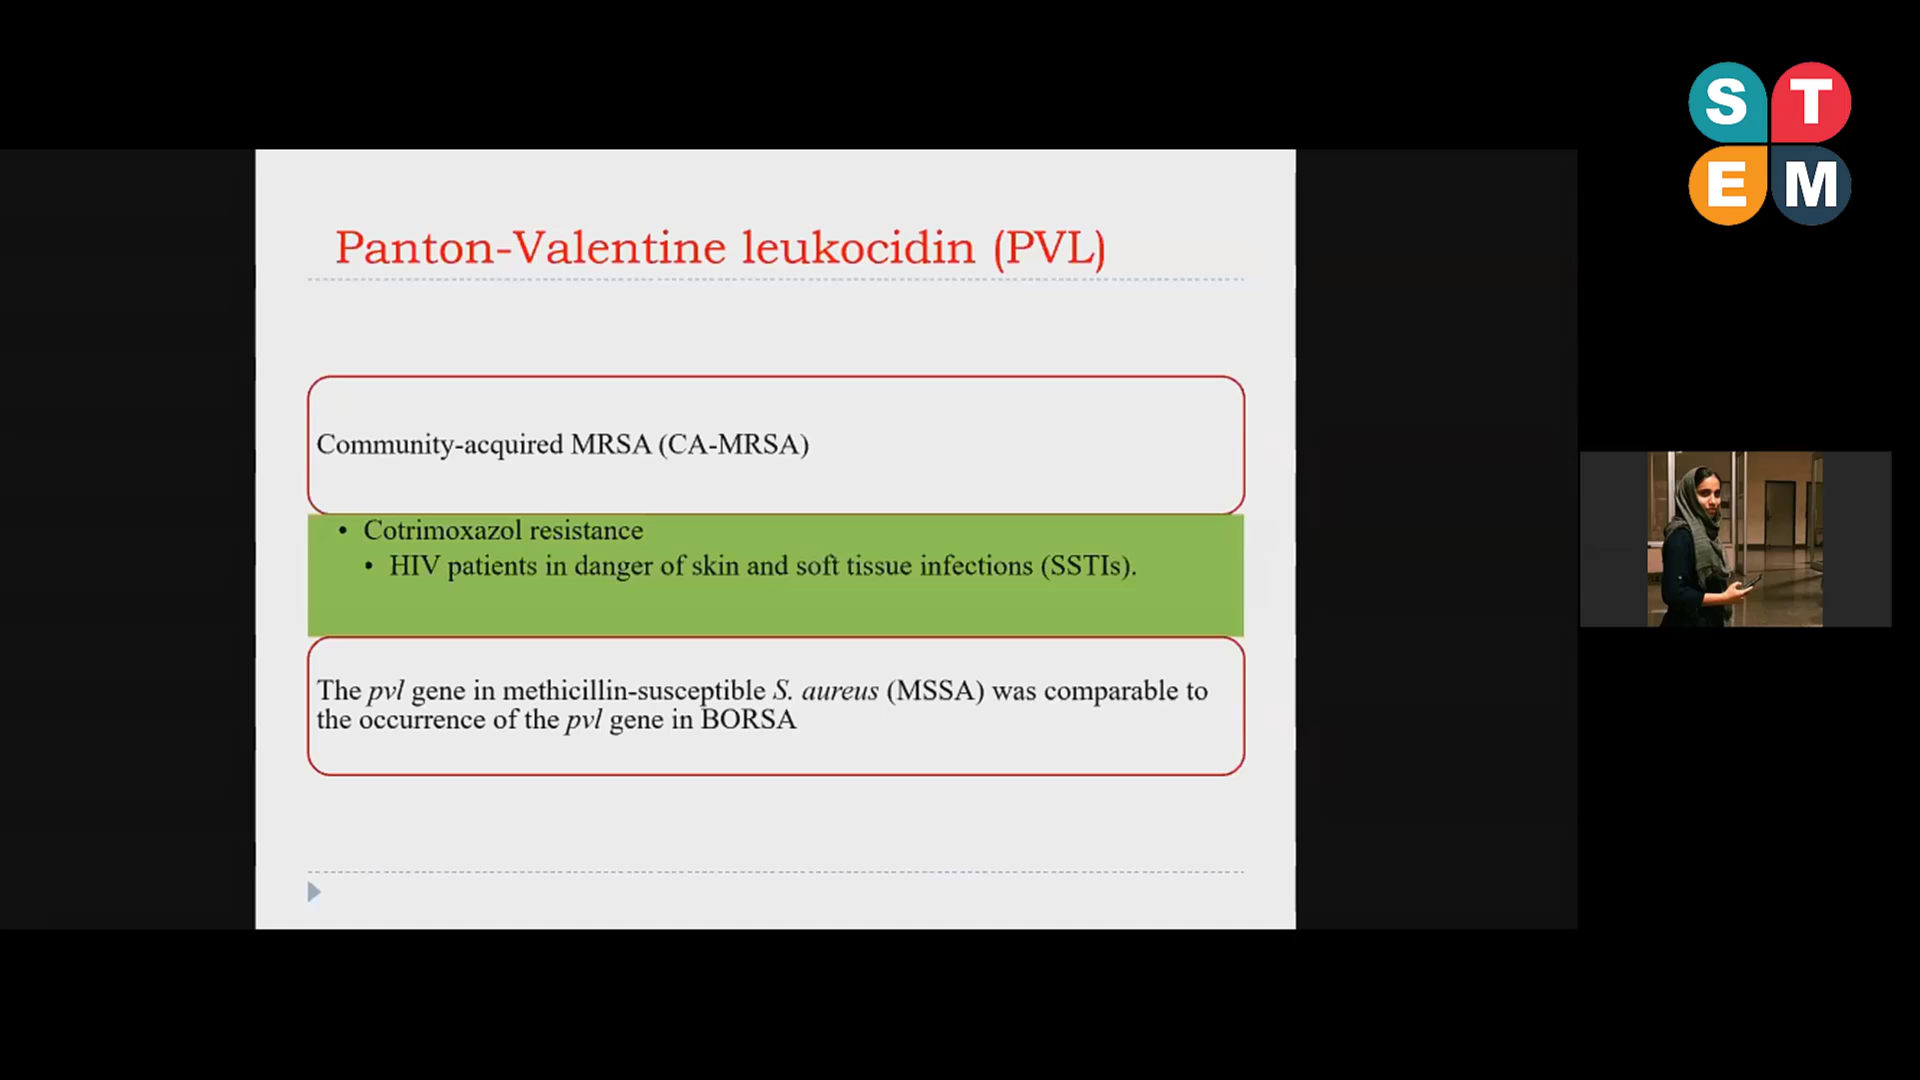 S T
E M
Panton-Valentine leukocidin (PVL)
Community-acquired MRSA (CA-MRSA)
• Cotrimoxazol resistance
• HIV patients in danger of skin and soft tissue infections (SSTIs).
The pvl gene in methicillin-susceptible S. aureus (MSSA) was comparable to
the occurrence of the pvl gene in BORSA